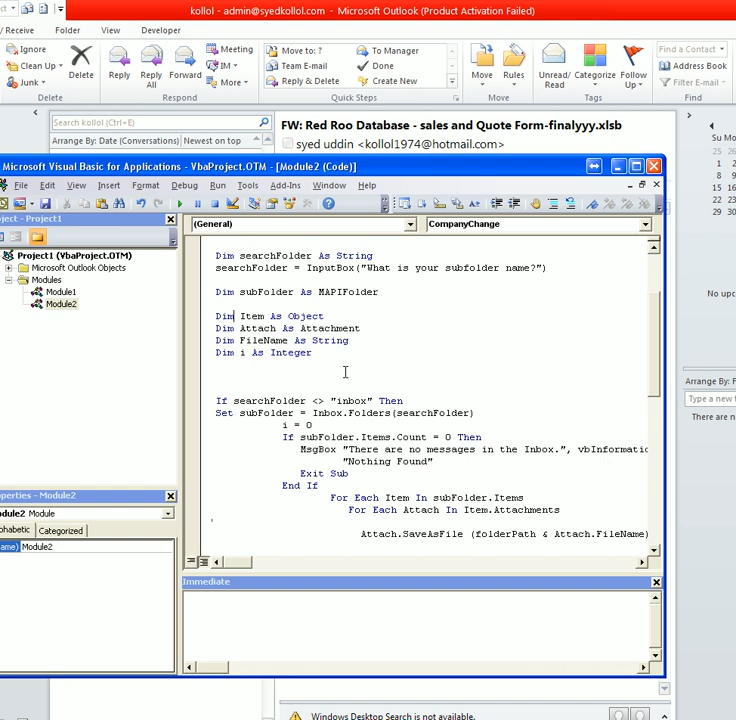 kollol - admin@syedkollol.com - Microsoft Outlook (Product Activation Failed)
/ Receive Folder View Developer
Ignore
Clean Up
Junk
Delete
Reply
Reply All
Forward
Meeting
IM
More
Move to: ?
Team E-mail
Reply & Delete
To Manager
Done
Create New
Move
Rules
Unread/ Read
Categorize
Follow Up
Find a Contact
Address Book
Filter E-mail
Delete Respond Quick Steps Move Tags Find
Search kollol (Ctrl+E)
Arrange By: Date (Conversations) Newest on top
FW: Red Roo Database - sales and Quote Form-finalyyy.xlsb
syed uddin <kollol1974@hotmail.com>
Su Mo
25 26
1 2
8 9
15 16
22 23
29 30
Microsoft Visual Basic for Applications - VbaProject.OTM - [Module2 (Code)]
File Edit View Insert Format Debug Run Tools Add-Ins Window Help
oject - Project1
Project1 (VbaProject.OTM)
Microsoft Outlook Objects
Modules
Module1
Module2
(General) CompanyChange
Dim searchFolder As String
searchFolder = InputBox("What is your subfolder name?")
Dim subFolder As MAPIFolder
Dim Item As Object
Dim Attach As Attachment
Dim FileName As String
Dim i As Integer
If searchFolder <> "inbox" Then
Set subFolder = Inbox.Folders(searchFolder)
i = 0
If subFolder.Items.Count = 0 Then
MsgBox "There are no messages in the Inbox.", vbInformatic
"Nothing Found"
Exit Sub
End If
For Each Item In subFolder.Items
For Each Attach In Item.Attachments
'
Attach.SaveAsFile (folderPath & Attach.FileName)
operties - Module2
odule2 Module
phabetic Categorized
ame) Module2
Immediate
No upc
Arrange By: F
Type a new t
There are n
Windows Desktop Search is not available.